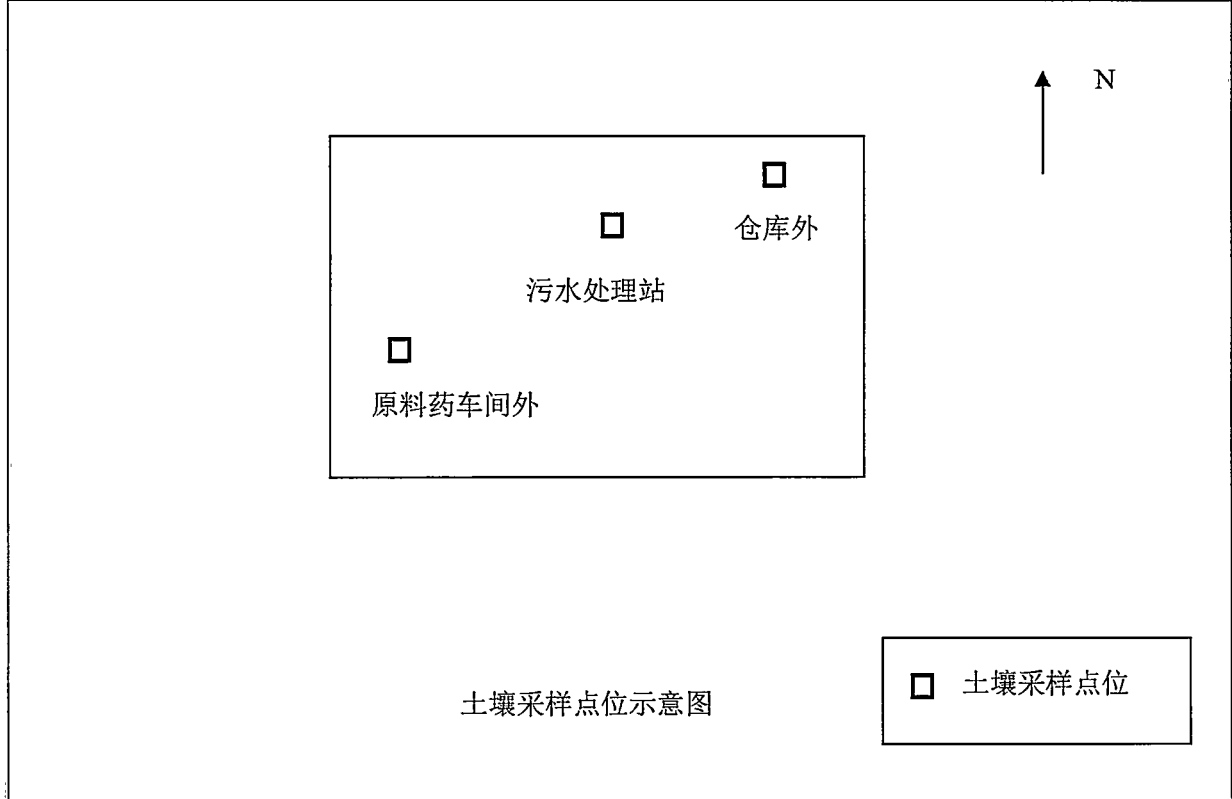 N
仓库外
污水处理站
原料药车间外
土壤采样点位
土壤采样点位示意图